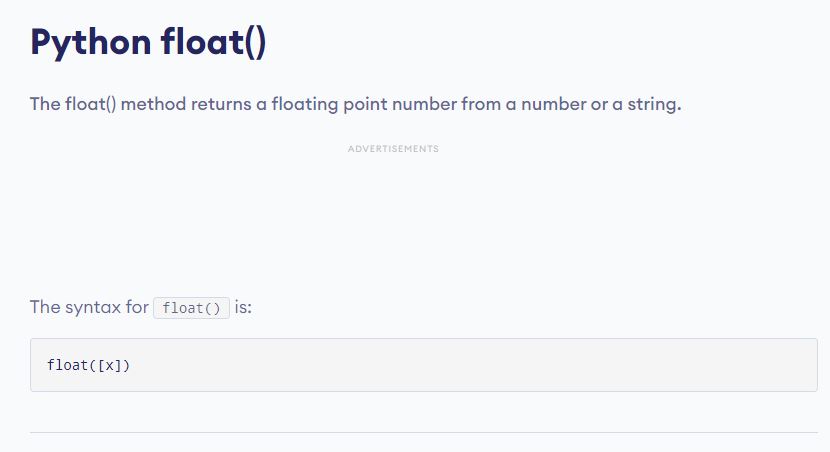 Python float()
The float() method returns a floating point number from a number or a string.
ADVERTISEMENTS
The syntax for float() is:
float([x])